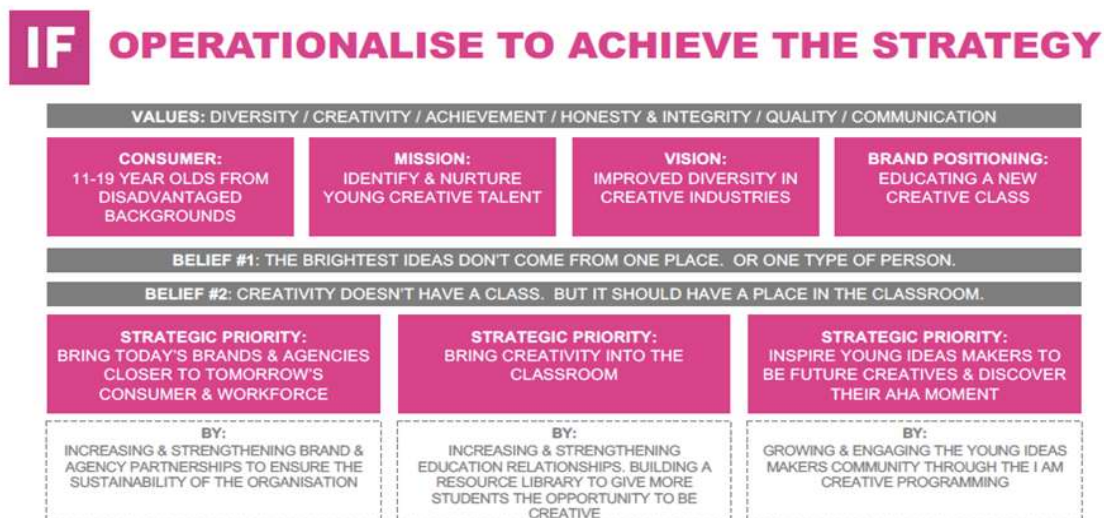 IF
OPERATIONALISE TO ACHIEVE THE STRATEGY
VALUES: DIVERSITY / CREATIVITY / ACHIEVEMENT / HONESTY & INTEGRITY / QUALITY / COMMUNICATION
CONSUMER:
11-19 YEAR OLDS FROM
DISADVANTAGED
BACKGROUNDS
MISSION:
IDENTIFY & NURTURE
YOUNG CREATIVE TALENT
VISION:
IMPROVED DIVERSITY IN
CREATIVE INDUSTRIES
BRAND POSITIONING:
EDUCATING A NEW
CREATIVE CLASS
BELIEF #1: THE BRIGHTEST IDEAS DON'T COME FROM ONE PLACE. OR ONE TYPE OF PERSON.
BELIEF #2: CREATIVITY DOESN'T HAVE A CLASS. BUT IT SHOULD HAVE A PLACE IN THE CLASSROOM.
STRATEGIC PRIORITY:
BRING TODAY'S BRANDS & AGENCIES
CLOSER TO TOMORROW'S
CONSUMER & WORKFORCE
STRATEGIC PRIORITY:
BRING CREATIVITY INTO THE
CLASSROOM
STRATEGIC PRIORITY:
INSPIRE YOUNG IDEAS MAKERS TO
BE FUTURE CREATIVES & DISCOVER
THEIR AHA MOMENT
BY:
INCREASING & STRENGTHENING BRAND &
AGENCY PARTNERSHIPS TO ENSURE THE
SUSTAINABILITY OF THE ORGANISATION
BY:
INCREASING & STRENGTHENING
EDUCATION RELATIONSHIPS. BUILDING A
RESOURCE LIBRARY TO GIVE MORE
STUDENTS THE OPPORTUNITY TO BE
CREATIVE
BY:
GROWING & ENGAGING THE YOUNG IDEAS
MAKERS COMMUNITY THROUGH THE I AM
CREATIVE PROGRAMMING